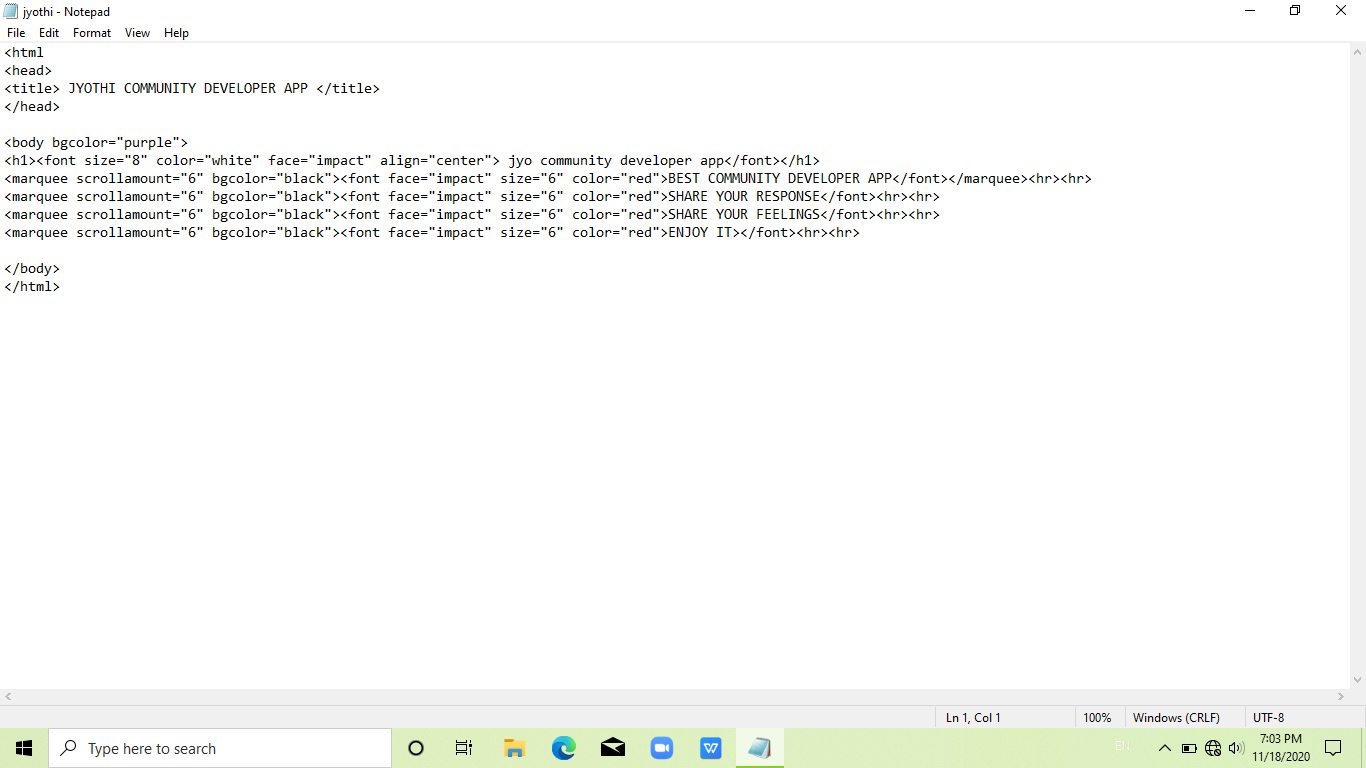 jyothi - Notepad
File Edit Format View Help
<html
<head>
<title> JYOTHI COMMUNITY DEVELOPER APP </title>
</head>
<body bgcolor="purple">
<h1><font size="8" color="white" face="impact" align="center"> jyo community developer app</font></h1>
<marquee scrollamount="6" bgcolor="black"><font face="impact" size="6" color="red">BEST COMMUNITY DEVELOPER APP</font></marquee><hr><hr>
<marquee scrollamount="6" bgcolor="black"><font face="impact" size="6" color="red">SHARE YOUR RESPONSE</font><hr><hr>
<marquee scrollamount="6" bgcolor="black"><font face="impact" size="6" color="red">SHARE YOUR FEELINGS</font><hr><hr>
<marquee scrollamount="6" bgcolor="black"><font face="impact" size="6" color="red">ENJOY IT></font><hr><hr>
</body>
</html>
Ln 1, Col 1 100% Windows (CRLF) UTF-8
Type here to search
W
EN
7:03 PM
11/18/2020